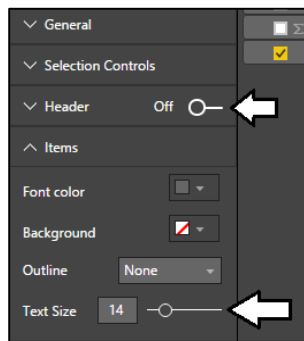 General
Selection Controls
Header Off
Items
Font color
Background
Outline None
Text Size 14